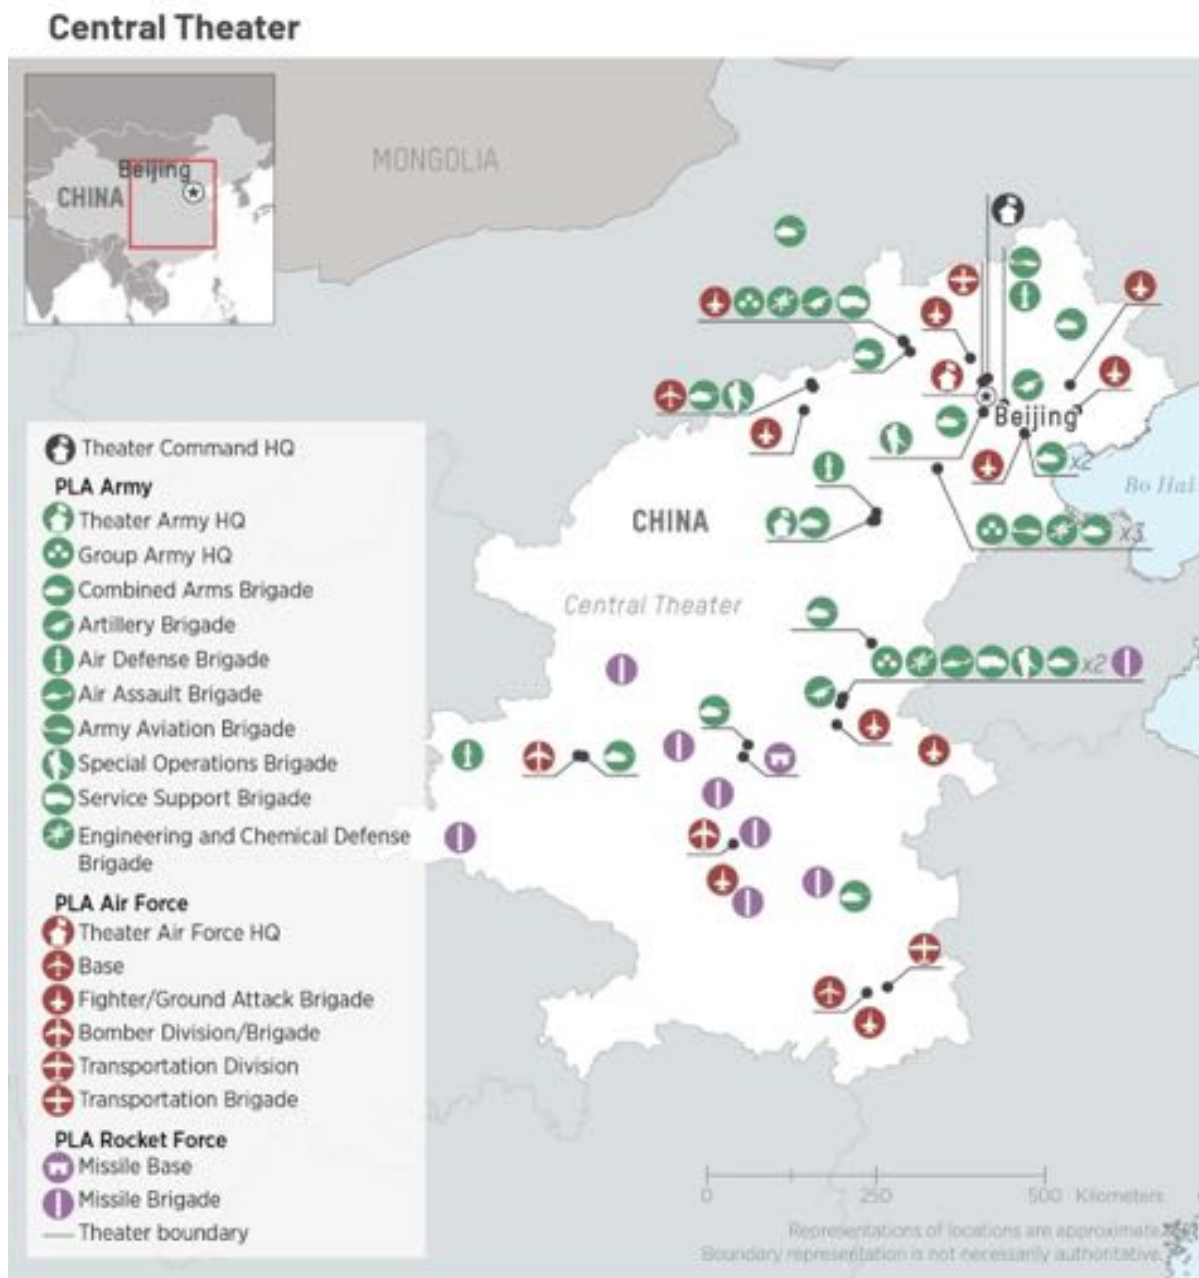 Central Theater
MONGOLIA
Beijing
CHINA
Beijing
x2
Bo Hai
CHINA
x3
Central Theater
x2
Theater Command HQ
PLA Army
Theater Army HQ
Group Army HQ
Combined Arms Brigade
Artillery Brigade
Air Defense Brigade
Air Assault Brigade
Army Aviation Brigade
Special Operations Brigade
Service Support Brigade
Engineering and Chemical Defense
Brigade
PLA Air Force
Theater Air Force HQ
Base
Fighter/Ground Attack Brigade
Bomber Division/Brigade
Transportation Division
Transportation Brigade
PLA Rocket Force
Missile Base
Missile Brigade
Theater boundary
0 250 500 Kilometers
Representations of locations are approximate.
Boundary representation is not necessarily authoritative.